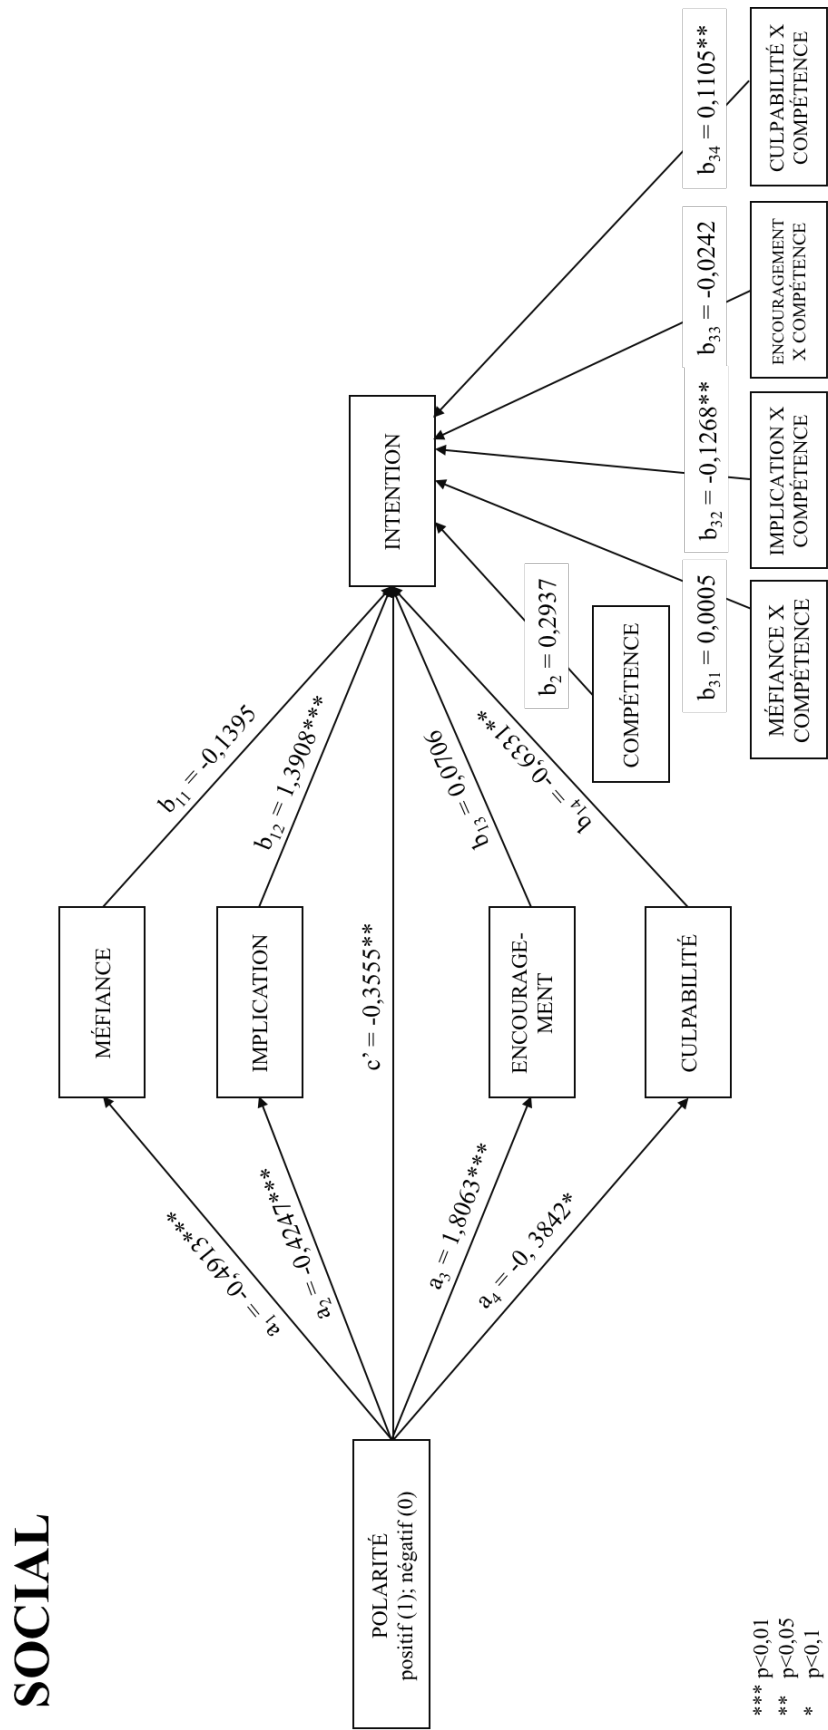 SOCIAL
MÉFIANCE
a₁ = -0,4913***
b₁₁ = -0,1395
IMPLICATION
a₂ = -0,4247***
b₁₂ = 1,3908***
POLARITÉ
positif (1); négatif (0)
c’ = -0,3555**
INTENTION
ENCOURAGE-
MENT
a₃ = 1,8063***
b₁₃ = 0,0706
CULPABILITÉ
a₄ = -0, 3842*
b₁₄ = -0,6331**
b₂ = 0,2937
COMPÉTENCE
b₃₁ = 0,0005
b₃₂ = -0,1268**
b₃₃ = -0,0242
b₃₄ = 0,1105**
MÉFIANCE X
COMPÉTENCE
IMPLICATION X
COMPÉTENCE
ENCOURAGEMENT
X COMPÉTENCE
CULPABILITÉ X
COMPÉTENCE
*** p<0,01
** p<0,05
* p<0,1